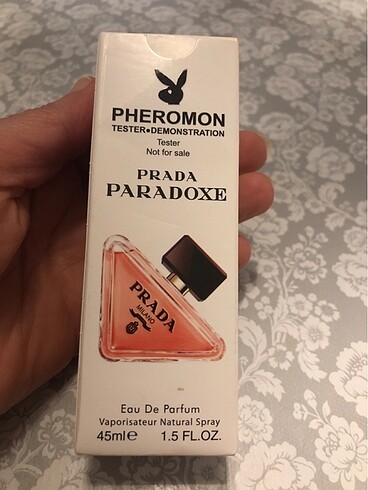 PHEROMON
TESTER●DEMONSTRATION
Tester
Not for sale
PRADA
PARADOXE
PRADA
MILANO
Eau De Parfum
Vaporisateur Natural Spray
45ml℮ 1.5 FL.OZ.